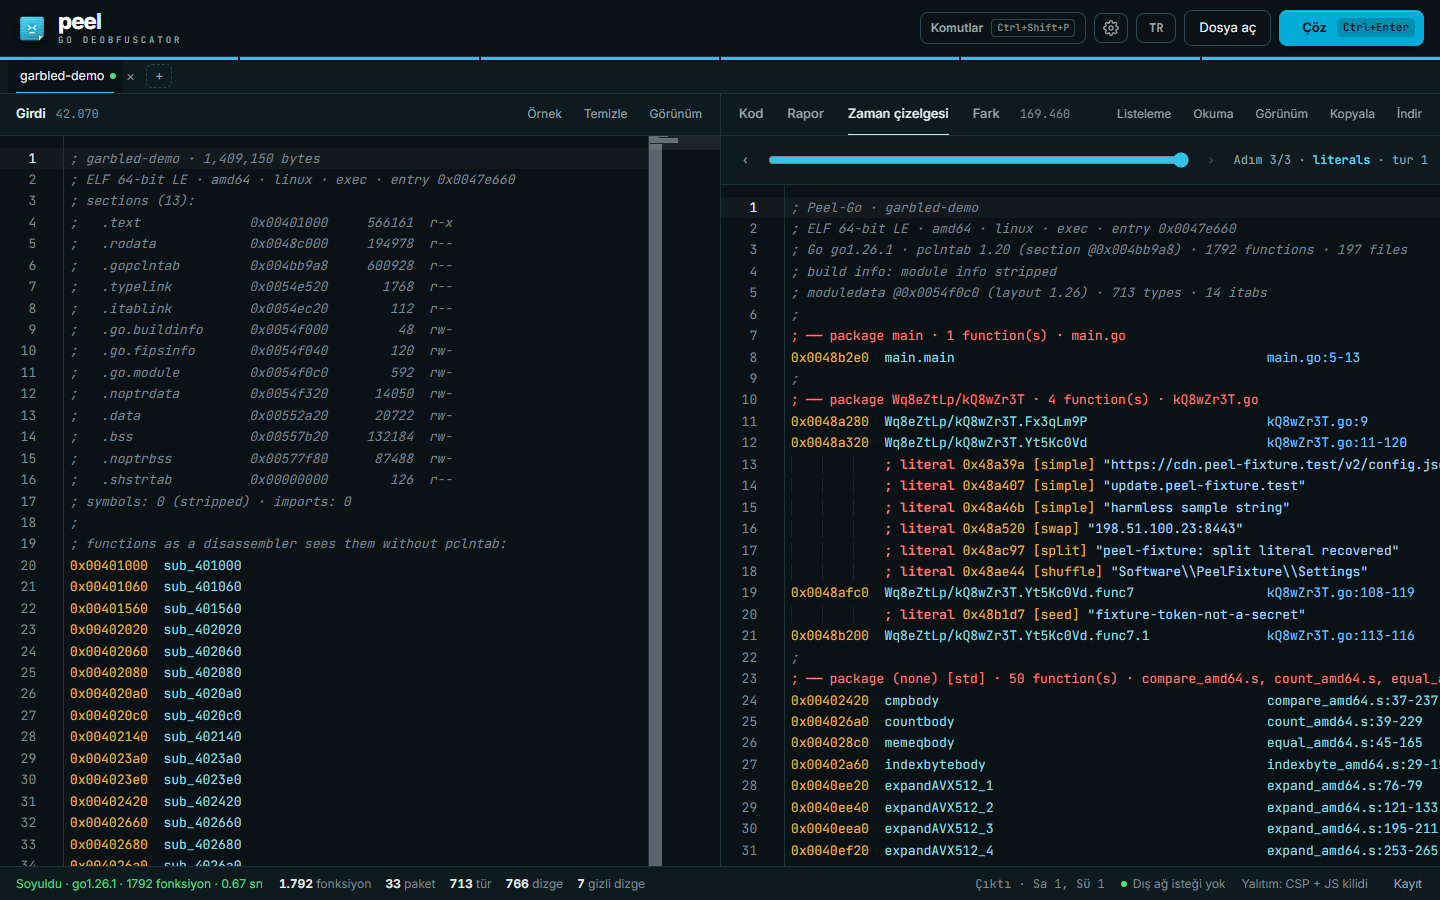 peel
GO DEOBFUSCATOR
Komutlar Ctrl+Shift+P
TR
Dosya aç
Çöz Ctrl+Enter
garbled-demo ● × +
Girdi 42.070 Örnek Temizle Görünüm
1 ; garbled-demo · 1,409,150 bytes
2 ; ELF 64-bit LE · amd64 · linux · exec · entry 0x0047e660
3 ; sections (13):
4 ; .text 0x00401000 566161 r-x
5 ; .rodata 0x0048c000 194978 r--
6 ; .gopclntab 0x004bb9a8 600928 r--
7 ; .typelink 0x0054e520 1768 r--
8 ; .itablink 0x0054ec20 112 r--
9 ; .go.buildinfo 0x0054f000 48 rw-
10 ; .go.fipsinfo 0x0054f040 120 rw-
11 ; .go.module 0x0054f0c0 592 rw-
12 ; .noptrdata 0x0054f320 14050 rw-
13 ; .data 0x00552a20 20722 rw-
14 ; .bss 0x00557b20 132184 rw-
15 ; .noptrbss 0x00577f80 87488 rw-
16 ; .shstrtab 0x00000000 126 r--
17 ; symbols: 0 (stripped) · imports: 0
18 ;
19 ; functions as a disassembler sees them without pclntab:
20 0x00401000 sub_401000
21 0x00401060 sub_401060
22 0x00401560 sub_401560
23 0x00402020 sub_402020
24 0x00402060 sub_402060
25 0x00402080 sub_402080
26 0x004020a0 sub_4020a0
27 0x004020c0 sub_4020c0
28 0x00402140 sub_402140
29 0x004023a0 sub_4023a0
30 0x004023e0 sub_4023e0
31 0x00402420 sub_402420
32 0x00402660 sub_402660
33 0x00402680 sub_402680
34 0x004026a0 sub_4026a0
Kod Rapor Zaman çizelgesi Fark 169.460 Listeleme Okuma Görünüm Kopyala İndir
‹ › Adım 3/3 · literals · tur 1
1 ; Peel-Go · garbled-demo
2 ; ELF 64-bit LE · amd64 · linux · exec · entry 0x0047e660
3 ; Go go1.26.1 · pclntab 1.20 (section @0x004bb9a8) · 1792 functions · 197 files
4 ; build info: module info stripped
5 ; moduledata @0x0054f0c0 (layout 1.26) · 713 types · 14 itabs
6 ;
7 ; —— package main · 1 function(s) · main.go
8 0x0048b2e0 main.main main.go:5-13
9 ;
10 ; —— package Wq8eZtLp/kQ8wZr3T · 4 function(s) · kQ8wZr3T.go
11 0x0048a280 Wq8eZtLp/kQ8wZr3T.Fx3qLm9P kQ8wZr3T.go:9
12 0x0048a320 Wq8eZtLp/kQ8wZr3T.Yt5Kc0Vd kQ8wZr3T.go:11-120
13 ; literal 0x48a39a [simple] "https://cdn.peel-fixture.test/v2/config.jso
14 ; literal 0x48a407 [simple] "update.peel-fixture.test"
15 ; literal 0x48a46b [simple] "harmless sample string"
16 ; literal 0x48a520 [swap] "198.51.100.23:8443"
17 ; literal 0x48ac97 [split] "peel-fixture: split literal recovered"
18 ; literal 0x48ae44 [shuffle] "Software\\PeelFixture\\Settings"
19 0x0048afc0 Wq8eZtLp/kQ8wZr3T.Yt5Kc0Vd.func7 kQ8wZr3T.go:108-119
20 ; literal 0x48b1d7 [seed] "fixture-token-not-a-secret"
21 0x0048b200 Wq8eZtLp/kQ8wZr3T.Yt5Kc0Vd.func7.1 kQ8wZr3T.go:113-116
22 ;
23 ; —— package (none) [std] · 50 function(s) · compare_amd64.s, count_amd64.s, equal_a
24 0x00402420 cmpbody compare_amd64.s:37-237
25 0x004026a0 countbody count_amd64.s:39-229
26 0x004028c0 memeqbody equal_amd64.s:45-165
27 0x00402a60 indexbytebody indexbyte_amd64.s:29-15
28 0x0040ee20 expandAVX512_1 expand_amd64.s:76-79
29 0x0040ee40 expandAVX512_2 expand_amd64.s:121-133
30 0x0040eea0 expandAVX512_3 expand_amd64.s:195-211
31 0x0040ef20 expandAVX512_4 expand_amd64.s:253-265
Soyuldu · go1.26.1 · 1792 fonksiyon · 0.67 sn 1.792 fonksiyon 33 paket 713 tür 766 dizge 7 gizli dizge Çıktı · Sa 1, Sü 1 ● Dış ağ isteği yok Yalıtım: CSP + JS kilidi Kayıt